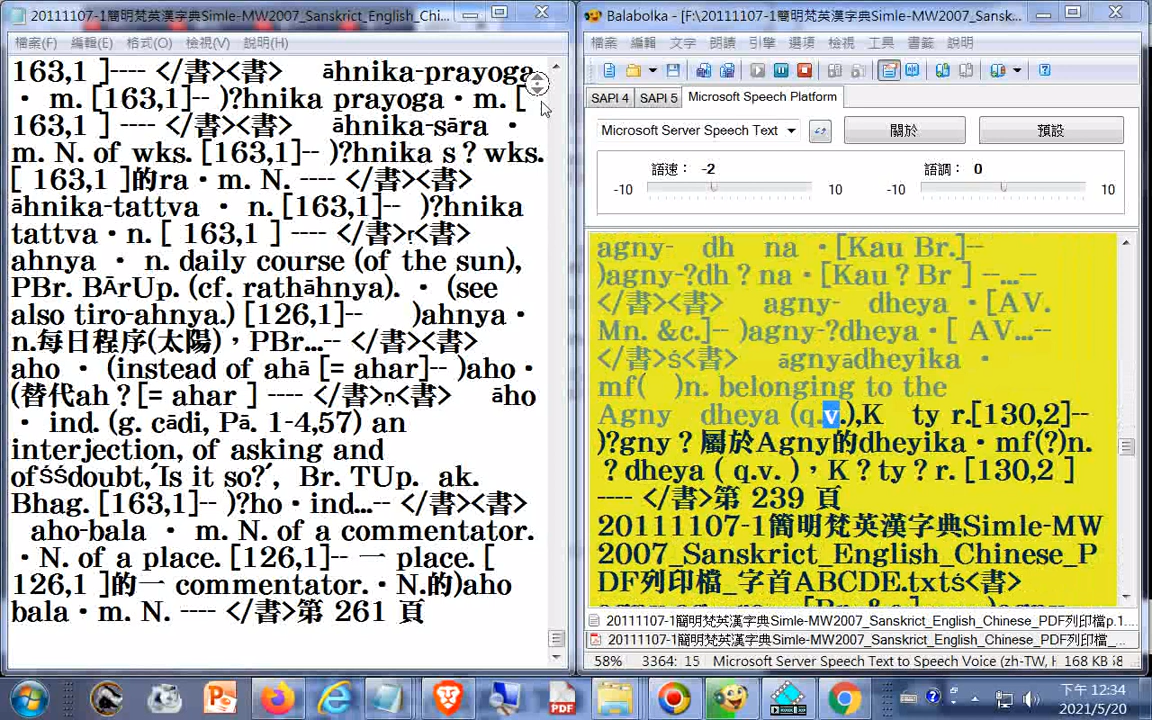 20111107-1簡明梵英漢字典Simle-MW2007_Sanskrict_English_Chi...
檔案(F) 編輯(E) 格式(O) 檢視(V) 說明(H)
163,1 ]---- </書><書> āhnika-prayoga
‧ m. [163,1]-- )?hnika prayoga‧m. [
163,1 ] ---- </書><書> āhnika-sāra ‧
m. N. of wks. [163,1]-- )?hnika s ? wks.
[ 163,1 ]的ra‧m. N. ---- </書><書>
āhnika-tattva ‧ n. [163,1]-- )?hnika
tattva‧n. [ 163,1 ] ---- </書>ṛ<書>
ahnya ‧ n. daily course (of the sun),
PBr. BĀrUp. (cf. rathāhnya). ‧ (see
also tiro-ahnya.) [126,1]-- )ahnya‧
n.每日程序(太陽)，PBr...-- </書><書>
aho ‧ (instead of ahā [= ahar]-- )aho‧
(替代ah ? [= ahar ] ---- </書>ṇ<書> āho
‧ ind. (g. cādi, Pā. 1-4,57) an
interjection, of asking and
ofśśdoubt,'Is it so?', Br. TUp. ak.
Bhag. [163,1]-- )?ho‧ind...-- </書><書>
aho-bala ‧ m. N. of a commentator.
‧N. of a place. [126,1]-- 一 place. [
126,1 ]的一 commentator.‧N.的)aho
bala‧m. N. ---- </書>第 261 頁
Balabolka - [F:\20111107-1簡明梵英漢字典Simle-MW2007_Sansk...
檔案 編輯 文字 朗讀 引擎 選項 檢視 工具 書籤 說明
SAPI 4 SAPI 5 Microsoft Speech Platform
Microsoft Server Speech Text 關於 預設
語速： -2 語調： 0
-10 10 -10 10
agny- dh na ‧[Kau Br.]--
)agny-?dh ? na‧[Kau ? Br ] --...--
</書><書> agny- dheya ‧[AV.
Mn. &c.]-- )agny-?dheya‧[ AV...--
</書>ś<書> āgnyādheyika ‧
mf( )n. belonging to the
Agny dheya (q.v.),K ty r.[130,2]--
)?gny ? 屬於Agny的dheyika‧mf(?)n.
? dheya ( q.v. )，K ? ty ? r. [130,2 ]
---- </書>第 239 頁
20111107-1簡明梵英漢字典Simle-MW
2007_Sanskrict_English_Chinese_P
DF列印檔_字首ABCDE.txtś<書>
20111107-1簡明梵英漢字典Simle-MW2007_Sanskrict_English_Chinese_PDF列印檔p.1...
20111107-1簡明梵英漢字典Simle-MW2007_Sanskrict_English_Chinese_PDF列印檔_字...
58% 3364: 15 Microsoft Server Speech Text to Speech Voice (zh-TW, H 168 KB
下午 12:34
2021/5/20